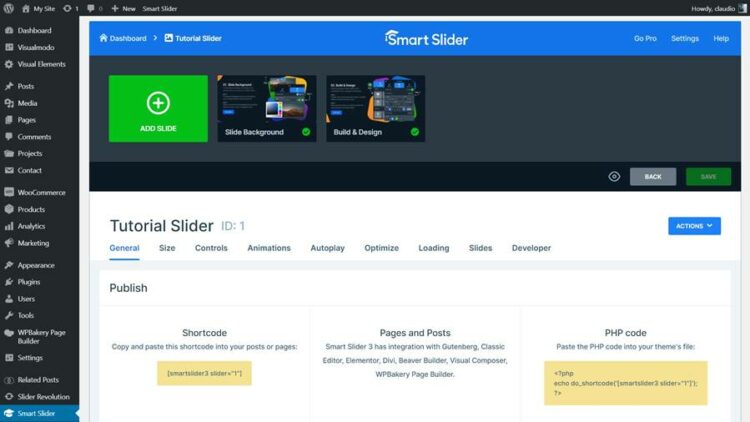 My Site 1 0 + New Smart Slider Howdy, claudio
Dashboard
Visualmodo
Visual Elements
Posts
Media
Pages
Comments
Projects
Contact
WooCommerce
Products
Analytics
Marketing
Appearance
Plugins
Users
Tools
WPBakery Page
Builder
Settings
Related Posts
Slider Revolution
Smart Slider
Dashboard > Tutorial Slider Smart Slider Go Pro Settings Help
ADD SLIDE
Slide Background
Build & Design
BACK SAVE
Tutorial Slider ID: 1 ACTIONS
General Size Controls Animations Autoplay Optimize Loading Slides Developer
Publish
Shortcode
Copy and paste this shortcode into your posts or pages:
[smartslider3 slider="1"]
Pages and Posts
Smart Slider 3 has integration with Gutenberg, Classic
Editor, Elementor, Divi, Beaver Builder, Visual Composer,
WPBakery Page Builder.
PHP code
Paste the PHP code into your theme's file:
<?php
echo do_shortcode('[smartslider3 slider="1"]');
?>